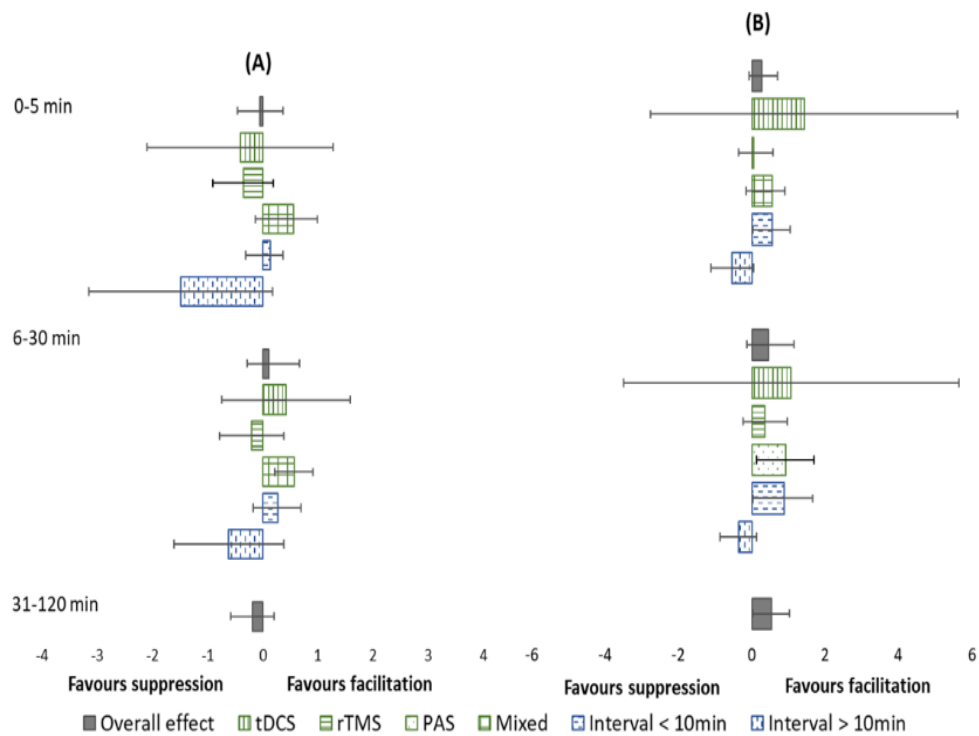 (A)
(B)
0-5 min
6-30 min
31-120 min
-4 -3 -2 -1 0 1 2 3 4
-6 -4 -2 0 2 4 6
Favours suppression Favours facilitation
Favours suppression Favours facilitation
Overall effect tDCS rTMS PAS Mixed Interval < 10min Interval > 10min